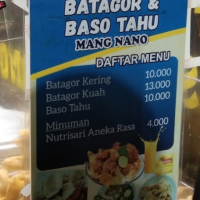 BATAGOR &
BASO TAHU
MANG NANO
DAFTAR MENU
Batagor Kering 10.000
Batagor Kuah 13.000
Baso Tahu 10.000
Minuman
Nutrisari Aneka Rasa 4.000